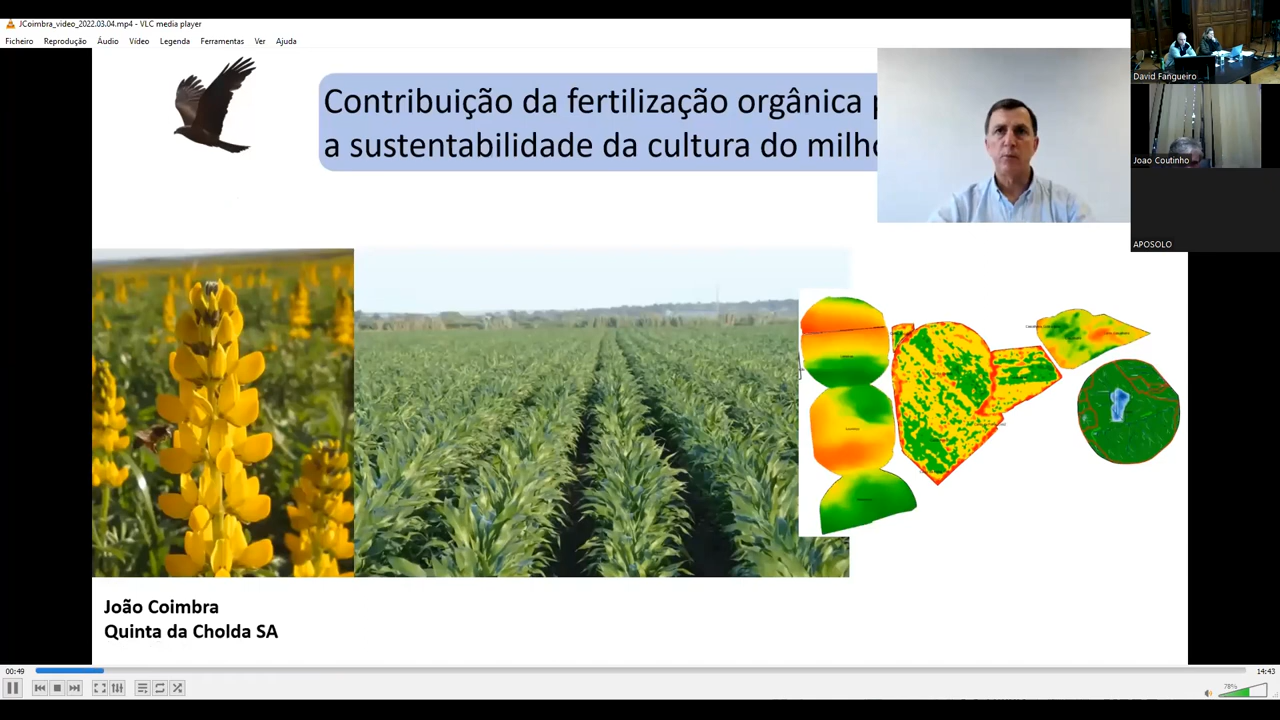 JCoimbra_video_2022.03.04.mp4 - VLC media player
Ficheiro Reprodução Áudio Vídeo Legenda Ferramentas Ver Ajuda
Contribuição da fertilização orgânica
a sustentabilidade da cultura do milho
David Fangueiro
Joao Coutinho
APOSOLO
João Coimbra
Quinta da Cholda SA
00:49
14:43
78%